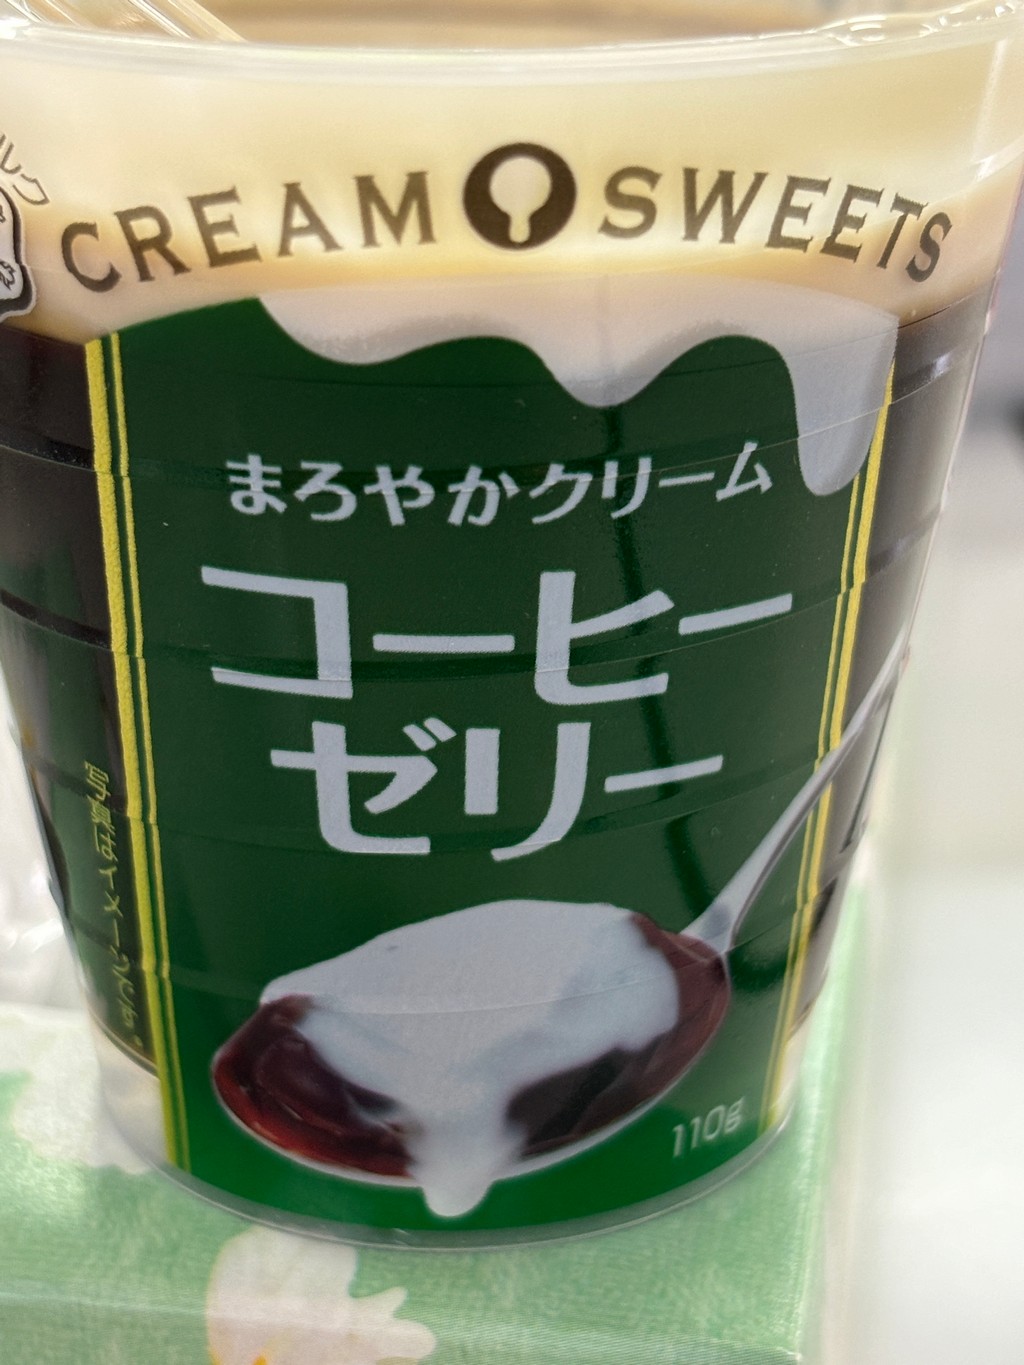 CREAM SWEETS
まろやかクリーム
コーヒー
ゼリー
110g
写真はイメージです。